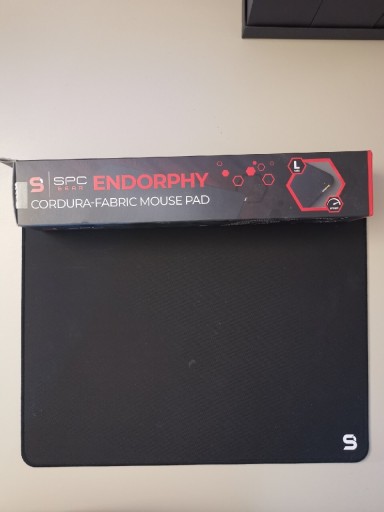 SPC
GEAR
ENDORPHY
CORDURA-FABRIC MOUSE PAD
L